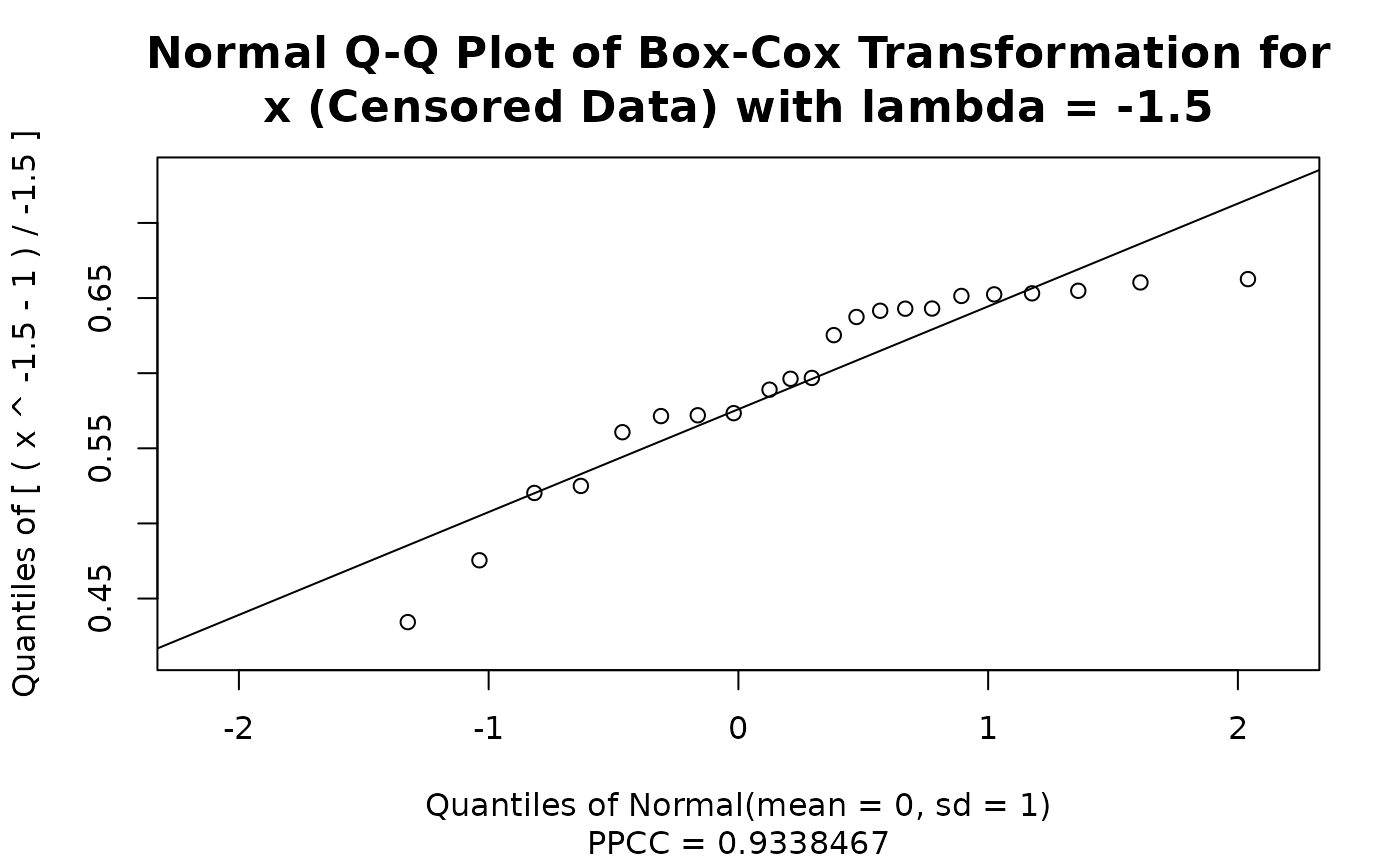 Normal Q-Q Plot of Box-Cox Transformation for
x (Censored Data) with lambda = -1.5
Quantiles of [ ( x ^ -1.5 - 1 ) / -1.5 ]
0.65
0.55
0.45
-2
-1
0
1
2
Quantiles of Normal(mean = 0, sd = 1)
PPCC = 0.9338467